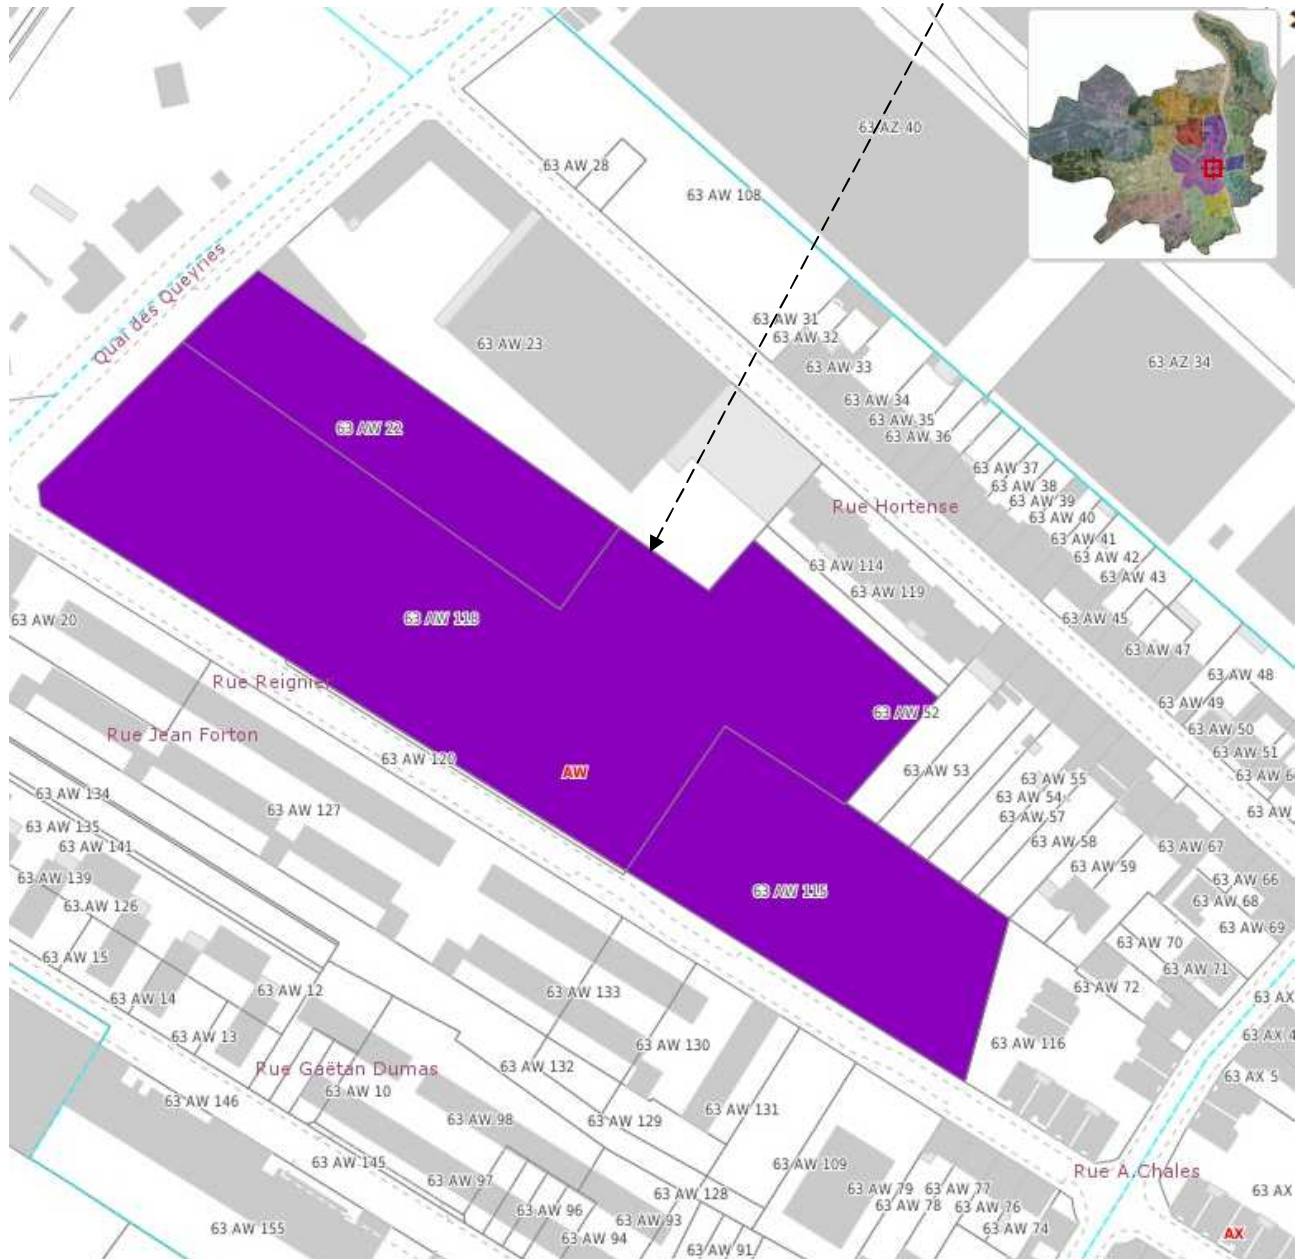 63 AZ 40
63 AW 28
63 AW 108
Quai des Queyries
63 AW 31
63 AW 32
63 AW 23
63 AW 33
63 AZ 34
63 AW 34
63 AW 35
63 AW 36
63 AW 22
63 AW 37
63 AW 38
63 AW 39
Rue Hortense
63 AW 40
63 AW 41
63 AW 42
63 AW 114
63 AW 43
63 AW 119
63 AW 20
63 AW 118
63 AW 45
63 AW 47
63 AW 48
Rue Reignier
63 AW 49
63 AW 52
63 AW 50
Rue Jean Forton
63 AW 51
63 AW 120
AW
63 AW 53
63 AW 55
63 AW 6
63 AW 134
63 AW 54
63 AW 127
63 AW 57
63 AW
63 AW 135
63 AW 58
63 AW 141
63 AW 67
63 AW 59
63 AW 139
63 AW 115
63 AW 66
63 AW 126
63 AW 68
63 AW 69
63 AW 70
63 AW 15
63 AW 71
63 AW 12
63 AW 133
63 AW 72
63 AW 14
63 AX
63 AW 13
63 AW 130
63 AW 116
63 AX 4
Rue Gaëtan Dumas
63 AW 132
63 AX 5
63 AW 10
63 AW 146
63 AW 131
63 AW 98
63 AW 129
63 AW 145
63 AW 109
Rue A.Chales
63 AW 97
63 AW 128
63 AW 79
63 AW 77
63 AX
63 AW 78
63 AW 76
63 AW 96
63 AW 93
63 AW 155
63 AW 94
63 AW 74
AX
63 AW 91